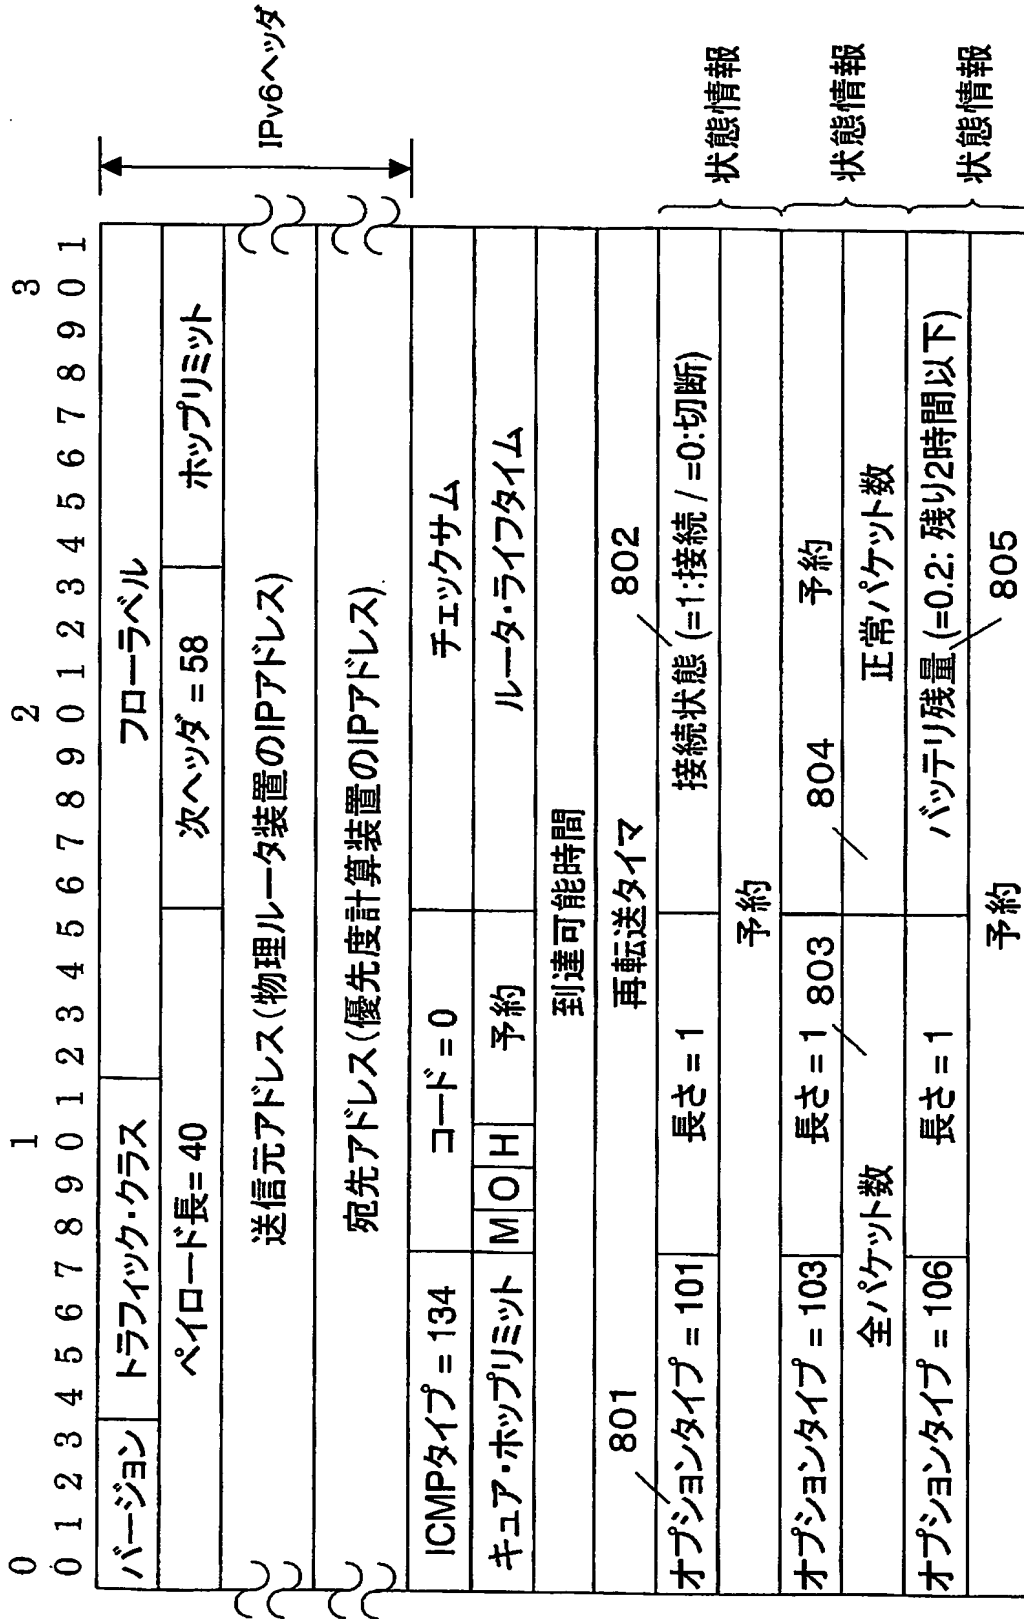 0 1 2 3
0 1 2 3 4 5 6 7 8 9 0 1 2 3 4 5 6 7 8 9 0 1 2 3 4 5 6 7 8 9 0 1
バージョン トラフィック・クラス フローラベル
ペイロード長=40 次ヘッダ=58 ホップリミット
送信元アドレス(物理ルータ装置のIPアドレス)
宛先アドレス(優先度計算装置のIPアドレス)
IPv6ヘッダ
ICMPタイプ=134 コード=0 チェックサム
キュア・ホップリミット M O H 予約 ルータ・ライフタイム
到達可能時間
再転送タイマ
801 802
オプションタイプ=101 長さ=1 接続状態(=1:接続/=0:切断)
予約
状態情報
オプションタイプ=103 長さ=1 803 804 予約
全パケット数 正常パケット数
状態情報
オプションタイプ=106 長さ=1 バッテリ残量(=0.2:残り2時間以下)
予約 805
状態情報